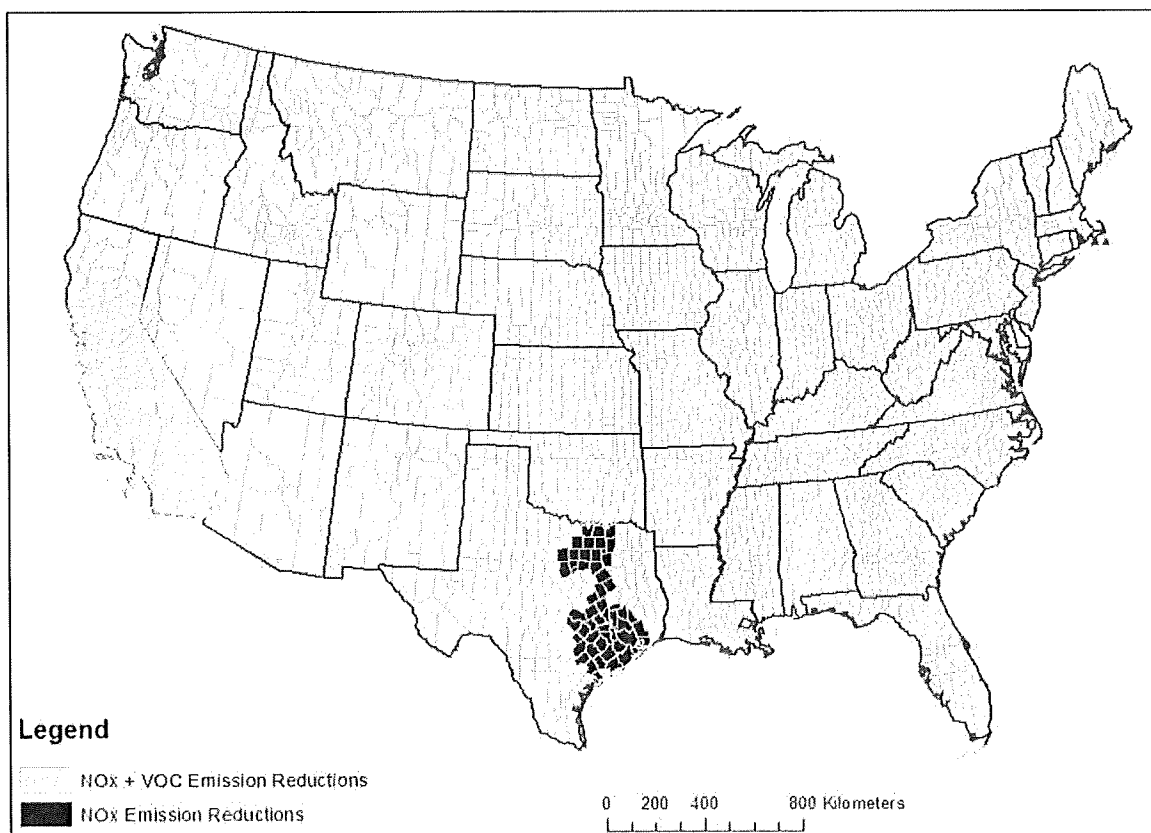 Legend
NOx + VOC Emission Reductions
NOx Emission Reductions
0 200 400 800 Kilometers